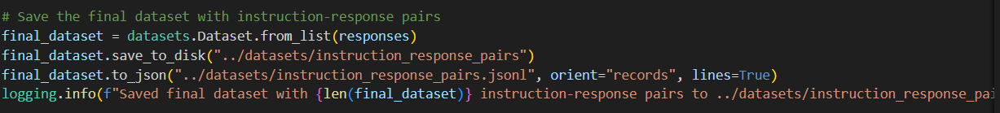 # Save the final dataset with instruction-response pairs
final_dataset = datasets.Dataset.from_list(responses)
final_dataset.save_to_disk("../datasets/instruction_response_pairs")
final_dataset.to_json("../datasets/instruction_response_pairs.jsonl", orient="records", lines=True)
logging.info(f"Saved final dataset with {len(final_dataset)} instruction-response pairs to ../datasets/instruction_response_pai